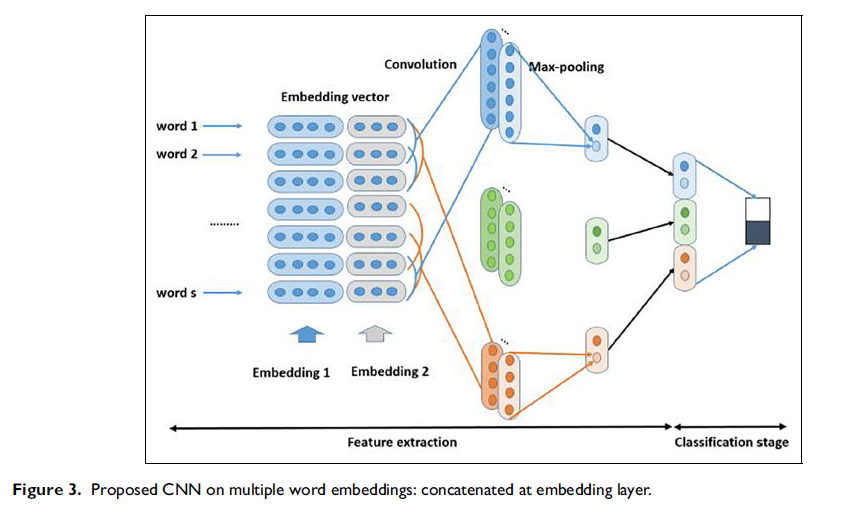 Convolution
Max-pooling
Embedding vector
word 1
word 2
.........
word s
Embedding 1
Embedding 2
Feature extraction
Classification stage
Figure 3. Proposed CNN on multiple word embeddings: concatenated at embedding layer.